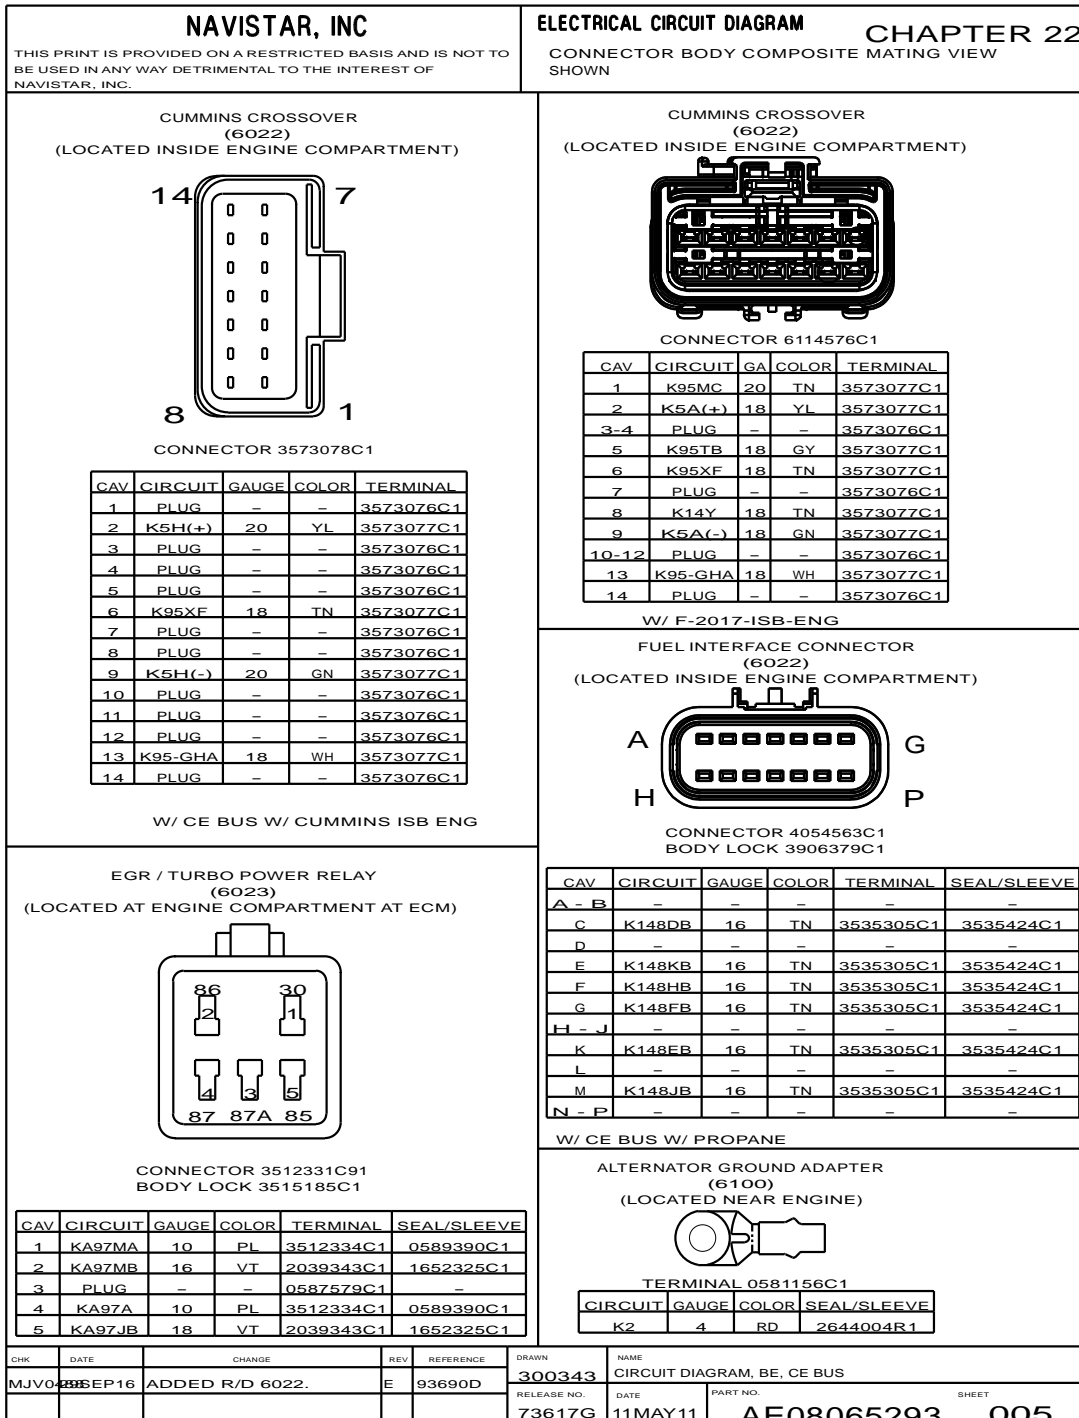 NAVISTAR, INC
THIS PRINT IS PROVIDED ON A RESTRICTED BASIS AND IS NOT TO
BE USED IN ANY WAY DETRIMENTAL TO THE INTEREST OF
NAVISTAR, INC.
ELECTRICAL CIRCUIT DIAGRAM CHAPTER 22
CONNECTOR BODY COMPOSITE MATING VIEW
SHOWN
CUMMINS CROSSOVER
(6022)
(LOCATED INSIDE ENGINE COMPARTMENT)
14 7
8 1
CONNECTOR 3573078C1
CAV CIRCUIT GAUGE COLOR TERMINAL
1 PLUG – – 3573076C1
2 K5H(+) 20 YL 3573077C1
3 PLUG – – 3573076C1
4 PLUG – – 3573076C1
5 PLUG – – 3573076C1
6 K95XF 18 TN 3573077C1
7 PLUG – – 3573076C1
8 PLUG – – 3573076C1
9 K5H(-) 20 GN 3573077C1
10 PLUG – – 3573076C1
11 PLUG – – 3573076C1
12 PLUG – – 3573076C1
13 K95-GHA 18 WH 3573077C1
14 PLUG – – 3573076C1
W/ CE BUS W/ CUMMINS ISB ENG
CUMMINS CROSSOVER
(6022)
(LOCATED INSIDE ENGINE COMPARTMENT)
CONNECTOR 6114576C1
CAV CIRCUIT GA COLOR TERMINAL
1 K95MC 20 TN 3573077C1
2 K5A(+) 18 YL 3573077C1
3-4 PLUG – – 3573076C1
5 K95TB 18 GY 3573077C1
6 K95XF 18 TN 3573077C1
7 PLUG – – 3573076C1
8 K14Y 18 TN 3573077C1
9 K5A(-) 18 GN 3573077C1
10-12 PLUG – – 3573076C1
13 K95-GHA 18 WH 3573077C1
14 PLUG – – 3573076C1
W/ F-2017-ISB-ENG
FUEL INTERFACE CONNECTOR
(6022)
(LOCATED INSIDE ENGINE COMPARTMENT)
A G
H P
CONNECTOR 4054563C1
BODY LOCK 3906379C1
CAV CIRCUIT GAUGE COLOR TERMINAL SEAL/SLEEVE
A - B – – – – –
C K148DB 16 TN 3535305C1 3535424C1
D – – – – –
E K148KB 16 TN 3535305C1 3535424C1
F K148HB 16 TN 3535305C1 3535424C1
G K148FB 16 TN 3535305C1 3535424C1
H - J – – – – –
K K148EB 16 TN 3535305C1 3535424C1
L – – – – –
M K148JB 16 TN 3535305C1 3535424C1
N - P – – – – –
W/ CE BUS W/ PROPANE
EGR / TURBO POWER RELAY
(6023)
(LOCATED AT ENGINE COMPARTMENT AT ECM)
86 30
2 1
4 3 5
87 87A 85
CONNECTOR 3512331C91
BODY LOCK 3515185C1
CAV CIRCUIT GAUGE COLOR TERMINAL SEAL/SLEEVE
1 KA97MA 10 PL 3512334C1 0589390C1
2 KA97MB 16 VT 2039343C1 1652325C1
3 PLUG – – 0587579C1 –
4 KA97A 10 PL 3512334C1 0589390C1
5 KA97JB 18 VT 2039343C1 1652325C1
ALTERNATOR GROUND ADAPTER
(6100)
(LOCATED NEAR ENGINE)
TERMINAL 0581156C1
CIRCUIT GAUGE COLOR SEAL/SLEEVE
K2 4 RD 2644004R1
CHK DATE CHANGE REV REFERENCE
SEP16 ADDED R/D 6022. E 93690D
DRAWN NAME
300343 CIRCUIT DIAGRAM, BE, CE BUS
RELEASE NO. DATE PART NO. SHEET
73617G 11MAY11 AE08065293 005